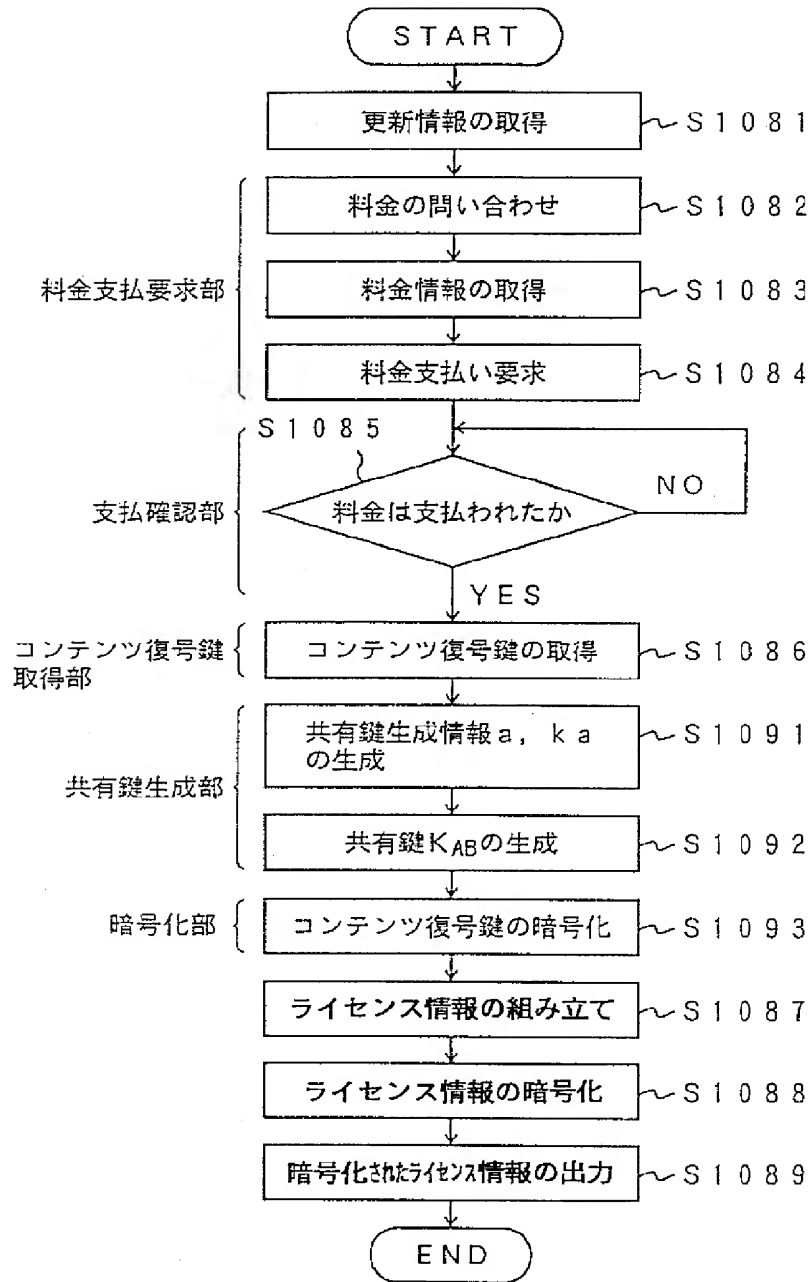 START
更新情報の取得
S1081
料金の問い合わせ
S1082
料金支払要求部
料金情報の取得
S1083
料金支払い要求
S1084
S1085
支払確認部
料金は支払われたか
NO
YES
コンテンツ復号鍵
取得部
コンテンツ復号鍵の取得
S1086
共有鍵生成部
共有鍵生成情報a，ka
の生成
S1091
共有鍵KABの生成
S1092
暗号化部
コンテンツ復号鍵の暗号化
S1093
ライセンス情報の組み立て
S1087
ライセンス情報の暗号化
S1088
暗号化されたライセンス情報の出力
S1089
END